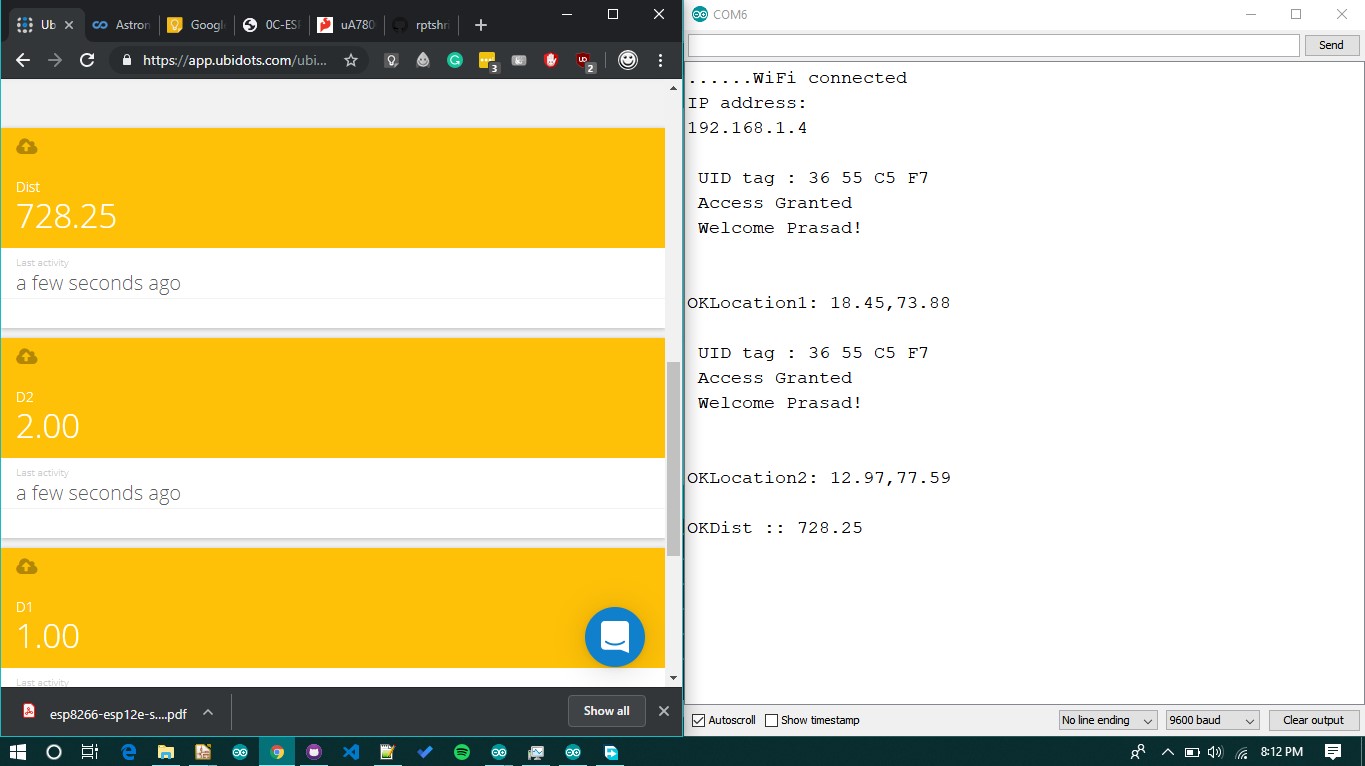 Ub
Astron
Google
0C-ESP
uA780
rptshri
https://app.ubidots.com/ubi...
3
2
Dist
728.25
Last activity
a few seconds ago
D2
2.00
Last activity
a few seconds ago
D1
1.00
Last activity
esp8266-esp12e-s....pdf
Show all
COM6
Send
......WiFi connected
IP address:
192.168.1.4
UID tag : 36 55 C5 F7
Access Granted
Welcome Prasad!
OKLocation1: 18.45,73.88
UID tag : 36 55 C5 F7
Access Granted
Welcome Prasad!
OKLocation2: 12.97,77.59
OKDist :: 728.25
Autoscroll
Show timestamp
No line ending
9600 baud
Clear output
8:12 PM